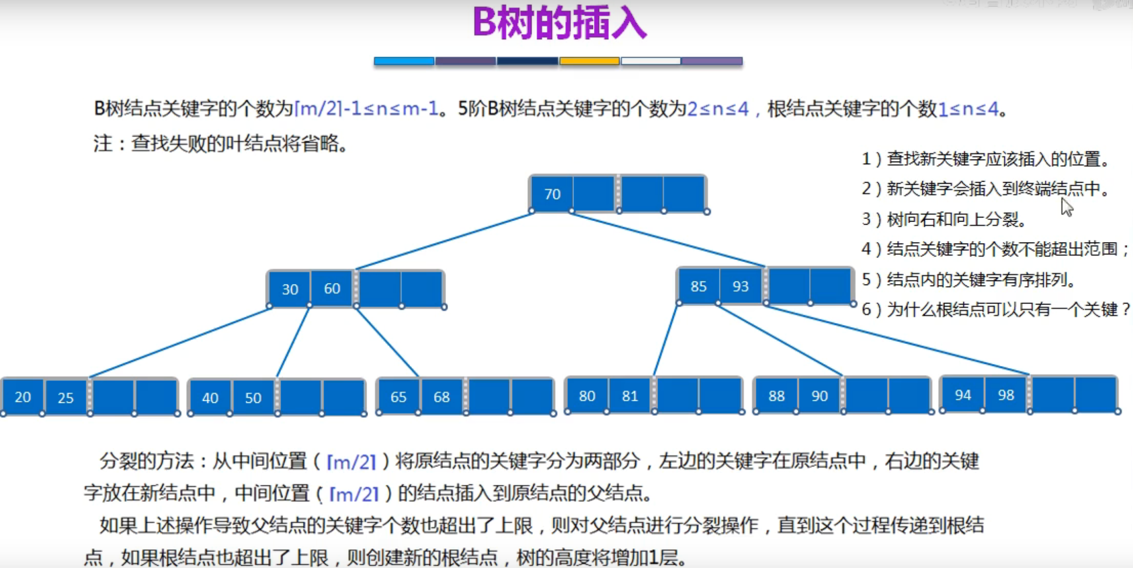 B树的插入
B树结点关键字的个数为⌈m/2⌉-1≤n≤m-1。5阶B树结点关键字的个数为2≤n≤4，根结点关键字的个数1≤n≤4。
注：查找失败的叶结点将省略。
1）查找新关键字应该插入的位置。
2）新关键字会插入到终端结点中。
3）树向右和向上分裂。
4）结点关键字的个数不能超出范围；
5）结点内的关键字有序排列。
6）为什么根结点可以只有一个关键？
70
30 60
85 93
20 25
40 50
65 68
80 81
88 90
94 98
分裂的方法：从中间位置（⌈m/2⌉）将原结点的关键字分为两部分，左边的关键字在原结点中，右边的关键
字放在新结点中，中间位置（⌈m/2⌉）的结点插入到原结点的父结点。
如果上述操作导致父结点的关键字个数也超出了上限，则对父结点进行分裂操作，直到这个过程传递到根结
点，如果根结点也超出了上限，则创建新的根结点，树的高度将增加1层。